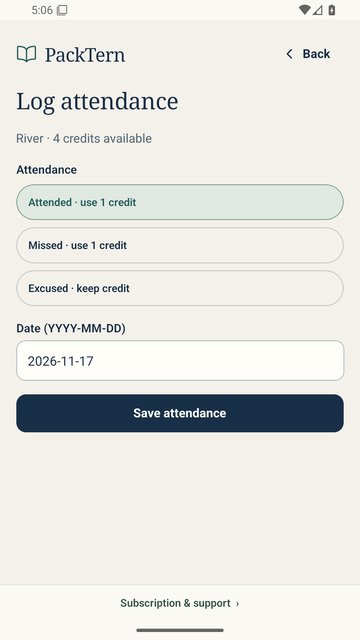 5:06
PackTern
Back
Log attendance
River · 4 credits available
Attendance
Attended · use 1 credit
Missed · use 1 credit
Excused · keep credit
Date (YYYY-MM-DD)
2026-11-17
Save attendance
Subscription & support ›